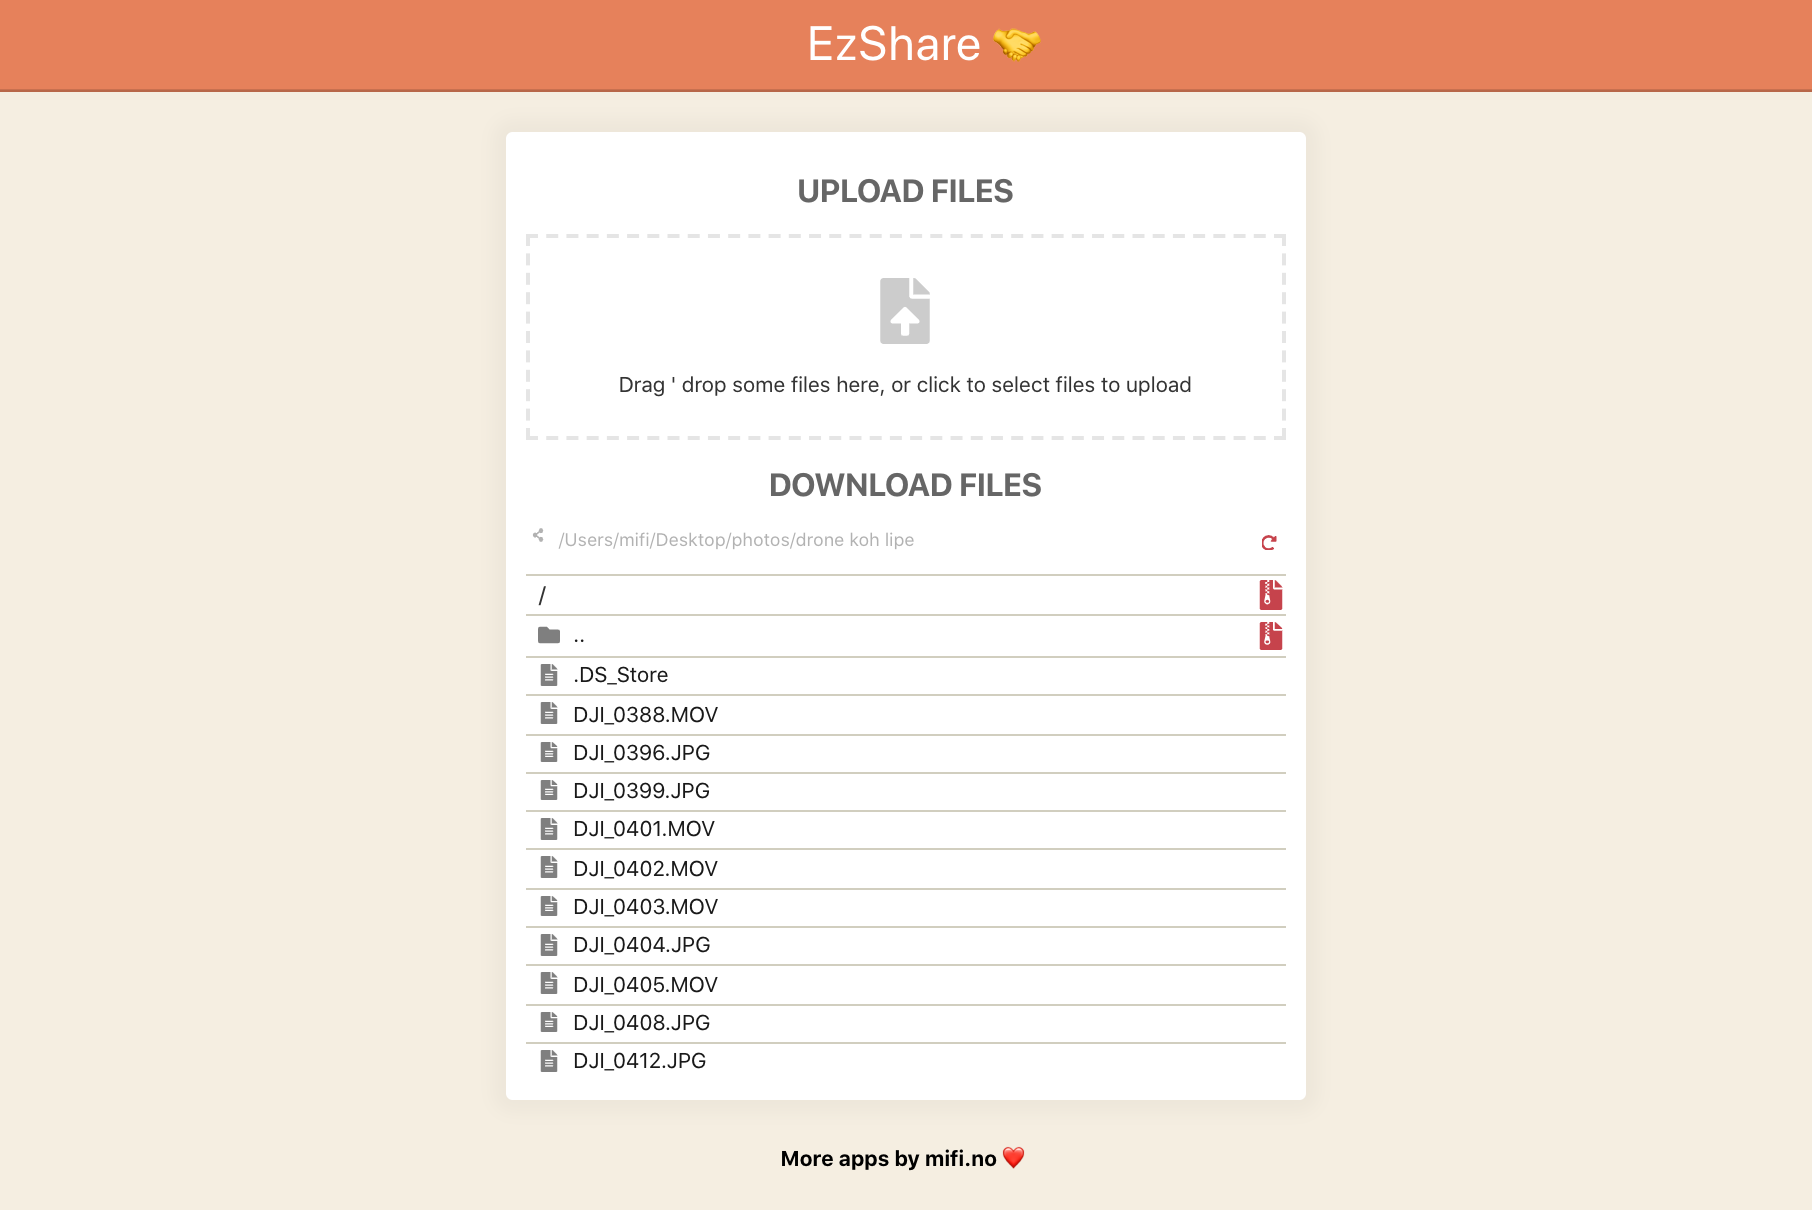 EzShare 🤝
UPLOAD FILES
Drag ' drop some files here, or click to select files to upload
DOWNLOAD FILES
/Users/mifi/Desktop/photos/drone koh lipe
/
..
.DS_Store
DJI_0388.MOV
DJI_0396.JPG
DJI_0399.JPG
DJI_0401.MOV
DJI_0402.MOV
DJI_0403.MOV
DJI_0404.JPG
DJI_0405.MOV
DJI_0408.JPG
DJI_0412.JPG
More apps by mifi.no ❤️